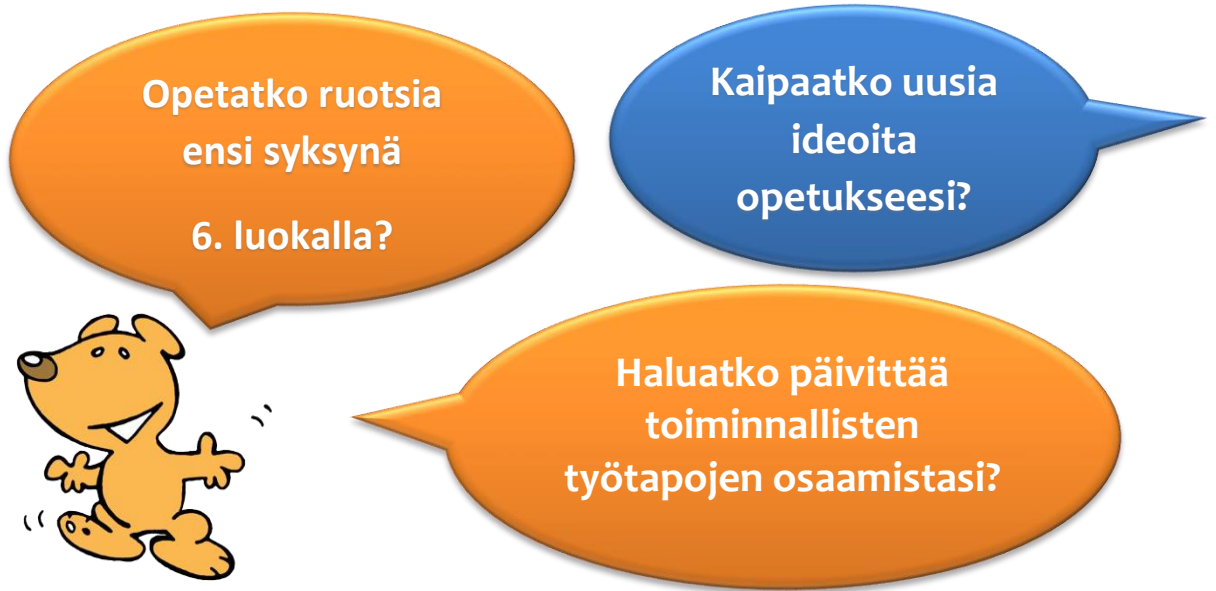 Opetatko ruotsia
ensi syksynä
6. luokalla?
Kaipaatko uusia
ideoita
opetukseesi?
Haluatko päivittää
toiminnallisten
työtapojen osaamistasi?